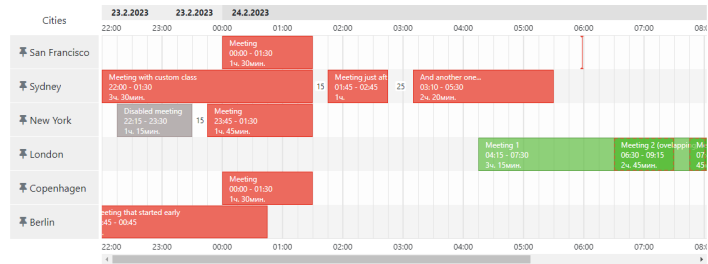 Cities
23.2.2023 23.2.2023 24.2.2023
22:00 23:00 00:00 01:00 02:00 03:00 04:00 05:00 06:00 07:00
San Francisco
Meeting
00:00 - 01:30
1ч. 30мин.
Sydney
Meeting with custom class
22:00 - 01:30
3ч. 30мин.
15
Meeting just aft
01:45 - 02:45
1ч.
25
And another one...
03:10 - 05:30
2ч. 20мин.
New York
Disabled meeting
22:15 - 23:30
1ч. 15мин.
15
Meeting
23:45 - 01:30
1ч. 45мин.
London
Meeting 1
04:15 - 07:30
3ч. 15мин.
Meeting 2 (ovelapping
06:30 - 09:15
2ч. 45мин.
07
45
Copenhagen
Meeting
00:00 - 01:30
1ч. 30мин.
Berlin
eeting that started early
:45 - 00:45
22:00 23:00 00:00 01:00 02:00 03:00 04:00 05:00 06:00 07:00